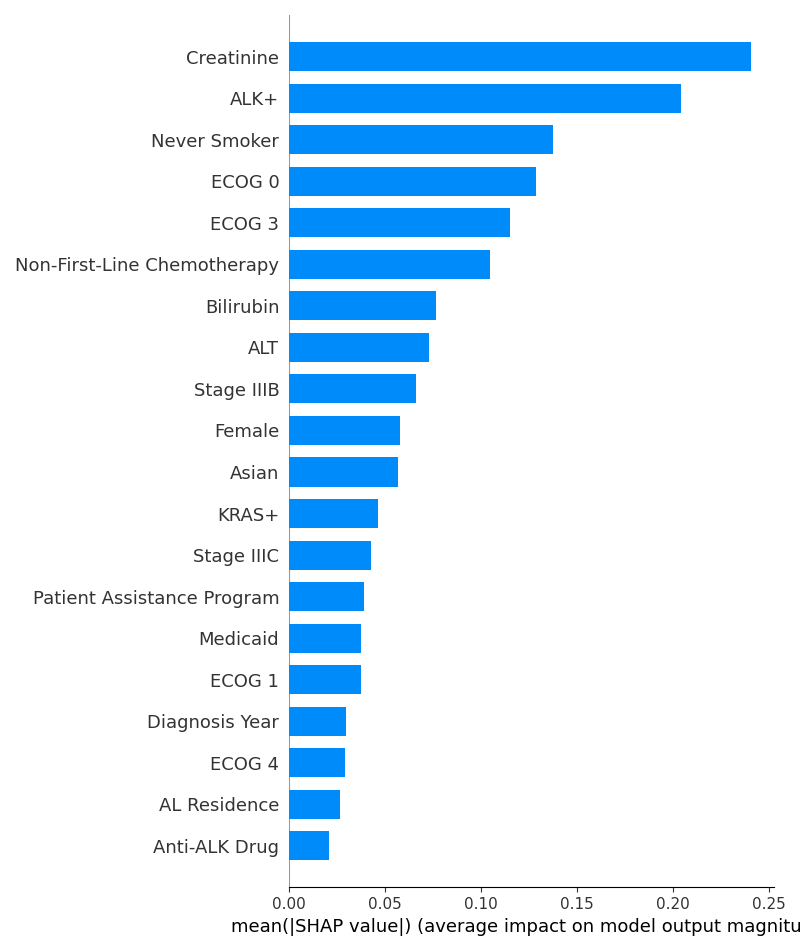 Creatinine
ALK+
Never Smoker
ECOG 0
ECOG 3
Non-First-Line Chemotherapy
Bilirubin
ALT
Stage IIIB
Female
Asian
KRAS+
Stage IIIC
Patient Assistance Program
Medicaid
ECOG 1
Diagnosis Year
ECOG 4
AL Residence
Anti-ALK Drug
0.00 0.05 0.10 0.15 0.20 0.25
mean(|SHAP value|) (average impact on model output magnitu